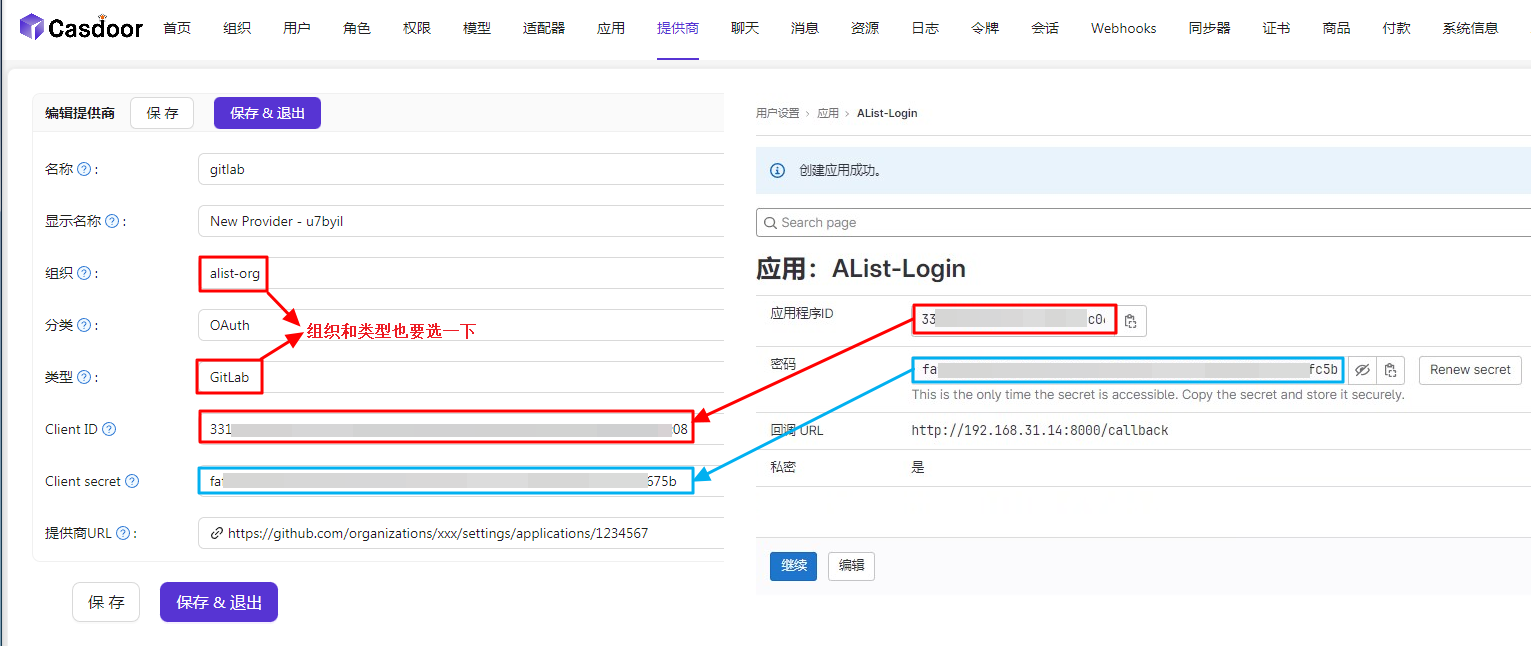 Casdoor 首页 组织 用户 角色 权限 模型 适配器 应用 提供商 聊天 消息 资源 日志 令牌 会话 Webhooks 同步器 证书 商品 付款 系统信息
编辑提供商 保 存 保存 & 退出
名称 ? : gitlab
显示名称 ? : New Provider - u7byil
组织 ? : alist-org
分类 ? : OAuth
组织和类型也要选一下
类型 ? : GitLab
Client ID ? 331 08
Client secret ? fa 675b
提供商URL ? : https://github.com/organizations/xxx/settings/applications/1234567
保 存 保存 & 退出
用户设置 › 应用 › AList-Login
创建应用成功。
Search page
应用： AList-Login
应用程序ID 33 c0
密码 fa fc5b Renew secret
This is the only time the secret is accessible. Copy the secret and store it securely.
回调 URL http://192.168.31.14:8000/callback
私密 是
继续 编辑